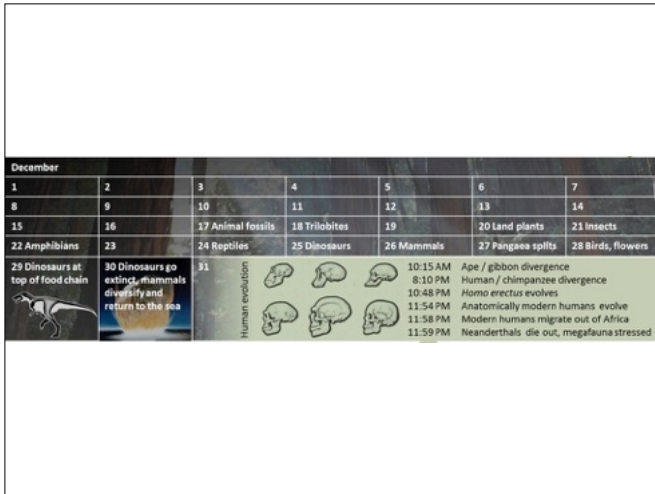 December
1 2 3 4 5 6 7
8 9 10 11 12 13 14
15 16 17 Animal fossils 18 Trilobites 19 20 Land plants 21 Insects
22 Amphibians 23 24 Reptiles 25 Dinosaurs 26 Mammals 27 Pangaea splits 28 Birds, flowers
29 Dinosaurs at
top of food chain
30 Dinosaurs go
extinct, mammals
diversify and
return to the sea
31
Human evolution
10:15 AM Ape / gibbon divergence
8:10 PM Human / chimpanzee divergence
10:48 PM Homo erectus evolves
11:54 PM Anatomically modern humans evolve
11:58 PM Modern humans migrate out of Africa
11:59 PM Neanderthals die out, megafauna stressed